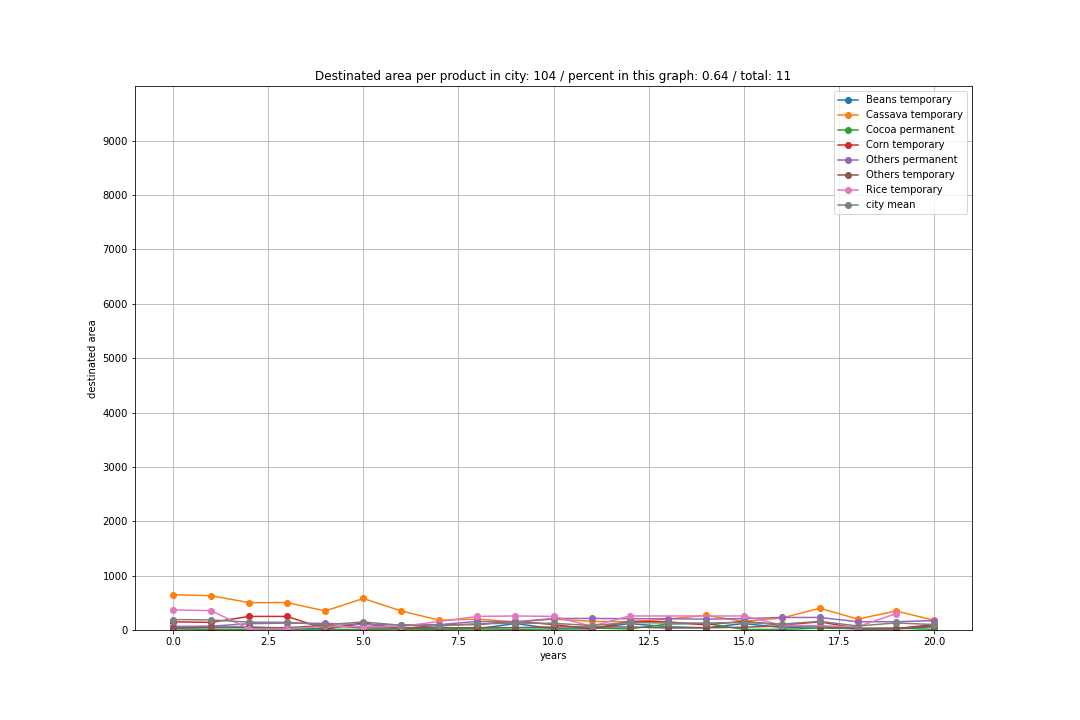 Destinated area per product in city: 104 / percent in this graph: 0.64 / total: 11
Beans temporary
Cassava temporary
Cocoa permanent
Corn temporary
Others permanent
Others temporary
Rice temporary
city mean
9000
8000
7000
6000
5000
4000
3000
2000
1000
0
destinated area
0.0 2.5 5.0 7.5 10.0 12.5 15.0 17.5 20.0
years